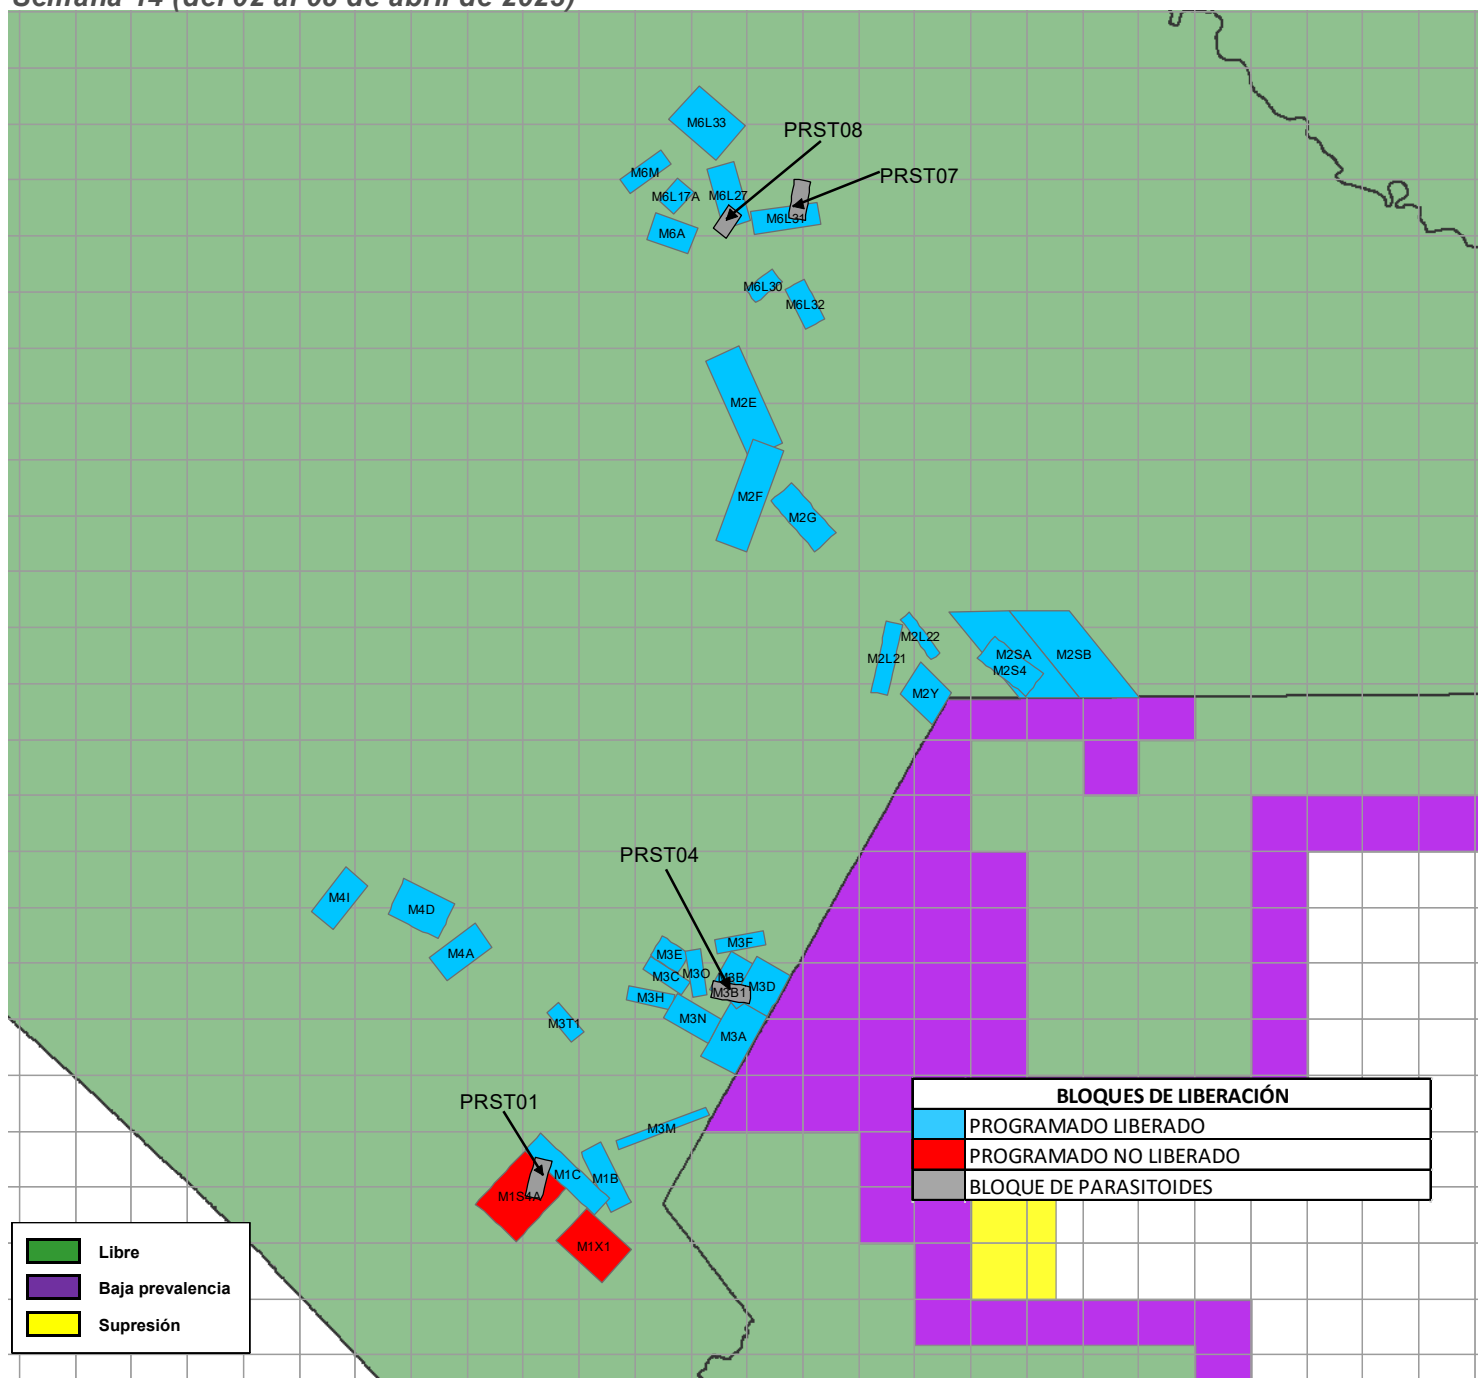 Semana 14 (del 02 al 08 de abril de 2023)
M6L33
PRST08
M6M
PRST07
M6L17A
M6L27
M6L31
M6A
M6L30
M6L32
M2E
M2F
M2G
M2L22
M2L21
M2SA
M2SB
M2S4
M2Y
PRST04
M4I
M4D
M4A
M3F
M3E
M3O
M3C
M3B
M3D
M3B1
M3H
M3N
M3T1
M3A
PRST01
M3M
M1C
M1B
M1S4A
M1X1
BLOQUES DE LIBERACIÓN
PROGRAMADO LIBERADO
PROGRAMADO NO LIBERADO
BLOQUE DE PARASITOIDES
Libre
Baja prevalencia
Supresión